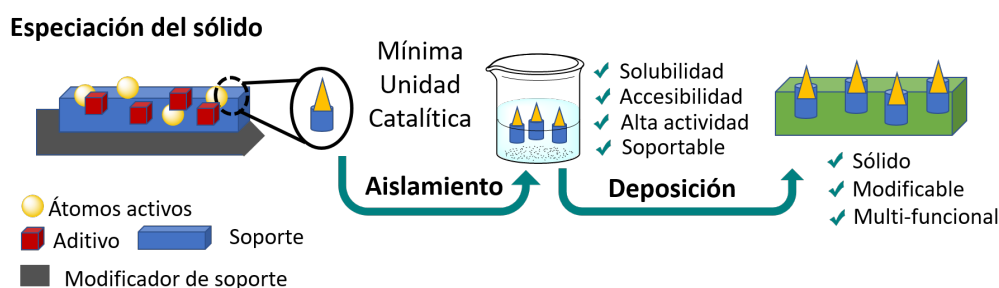 Especiación del sólido
Mínima
Unidad
Catalítica
Solubilidad
Accesibilidad
Alta actividad
Soportable
Aislamiento
Deposición
Sólido
Modificable
Multi-funcional
Átomos activos
Aditivo
Soporte
Modificador de soporte